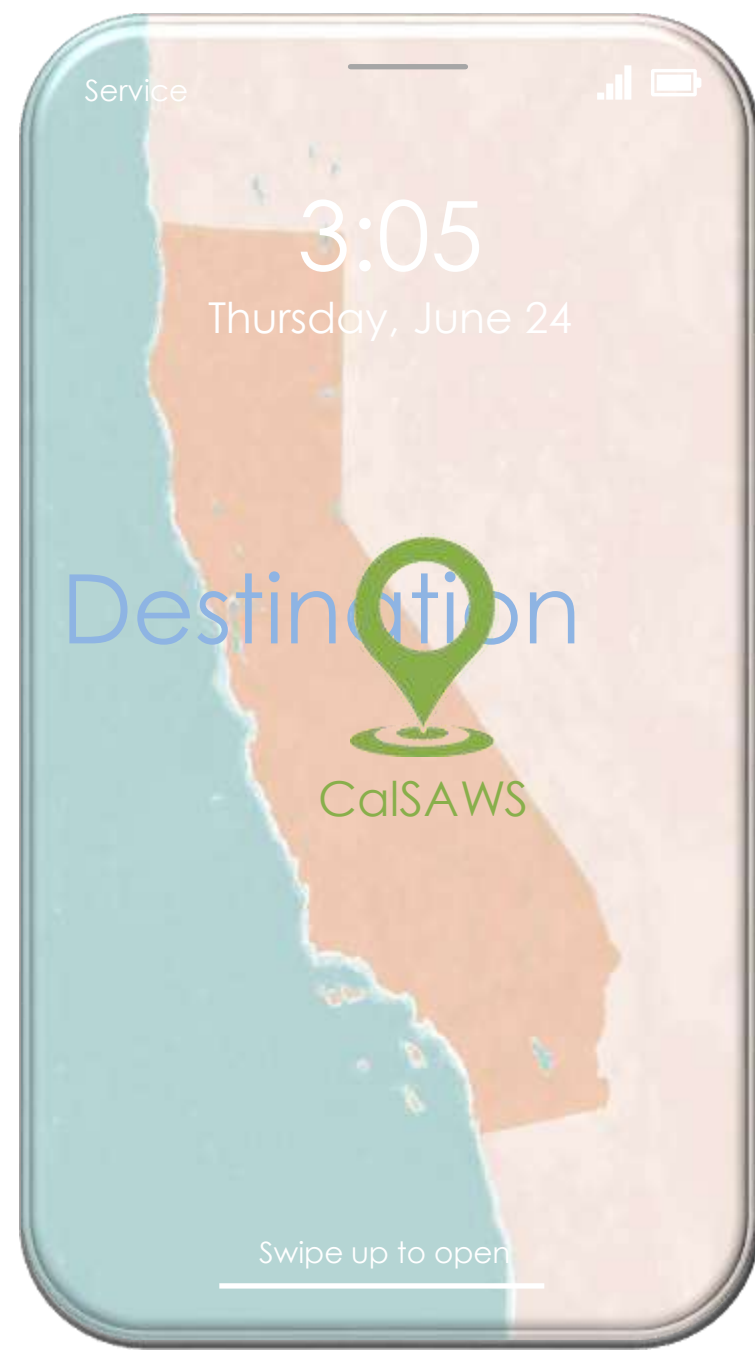 Service
3:05
Thursday, June 24
Destination
CalSAWS
Swipe up to open